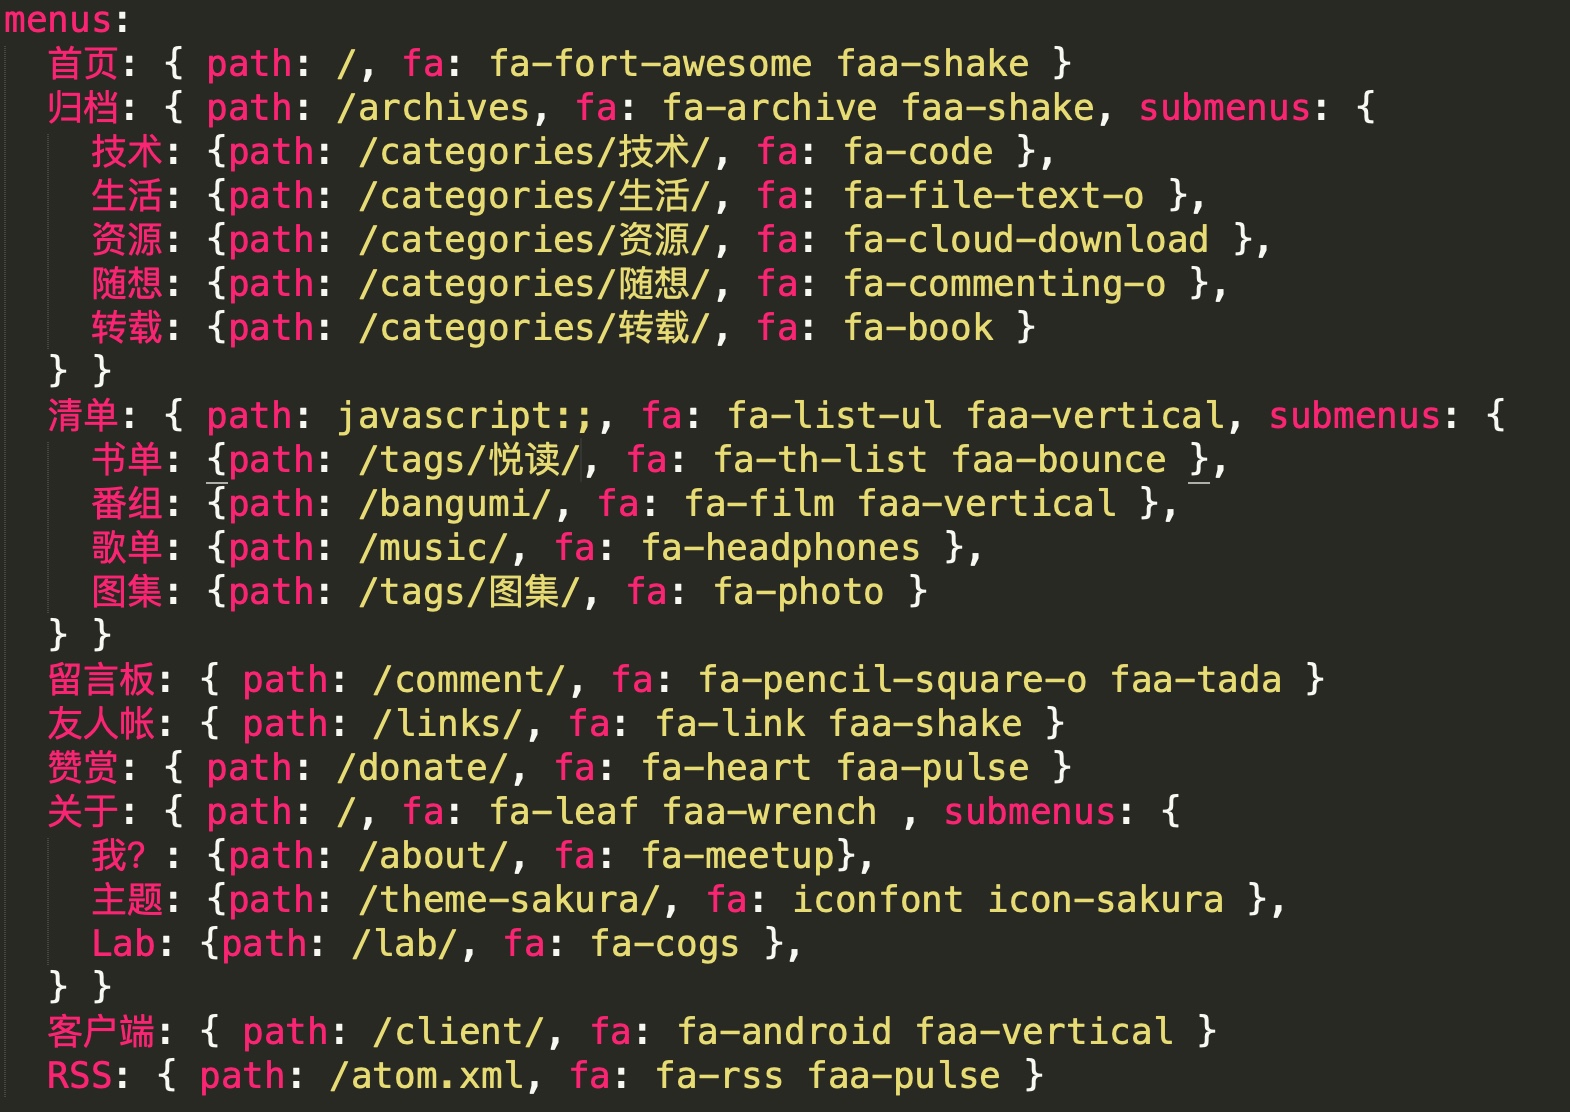 menus:
  首页: { path: /, fa: fa-fort-awesome faa-shake }
  归档: { path: /archives, fa: fa-archive faa-shake, submenus: {
    技术: {path: /categories/技术/, fa: fa-code },
    生活: {path: /categories/生活/, fa: fa-file-text-o },
    资源: {path: /categories/资源/, fa: fa-cloud-download },
    随想: {path: /categories/随想/, fa: fa-commenting-o },
    转载: {path: /categories/转载/, fa: fa-book }
  } }
  清单: { path: javascript:;, fa: fa-list-ul faa-vertical, submenus: {
    书单: {path: /tags/悦读/, fa: fa-th-list faa-bounce },
    番组: {path: /bangumi/, fa: fa-film faa-vertical },
    歌单: {path: /music/, fa: fa-headphones },
    图集: {path: /tags/图集/, fa: fa-photo }
  } }
  留言板: { path: /comment/, fa: fa-pencil-square-o faa-tada }
  友人帐: { path: /links/, fa: fa-link faa-shake }
  赞赏: { path: /donate/, fa: fa-heart faa-pulse }
  关于: { path: /, fa: fa-leaf faa-wrench , submenus: {
    我？: {path: /about/, fa: fa-meetup},
    主题: {path: /theme-sakura/, fa: iconfont icon-sakura },
    Lab: {path: /lab/, fa: fa-cogs },
  } }
  客户端: { path: /client/, fa: fa-android faa-vertical }
  RSS: { path: /atom.xml, fa: fa-rss faa-pulse }